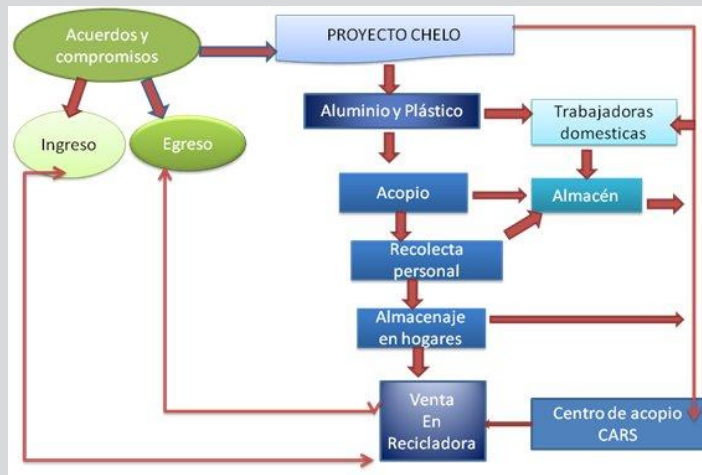 Acuerdos y
compromisos
PROYECTO CHELO
Ingreso
Egreso
Aluminio y Plástico
Trabajadoras
domesticas
Acopio
Almacén
Recolecta
personal
Almacenaje
en hogares
Venta
En
Recicladora
Centro de acopio
CARS